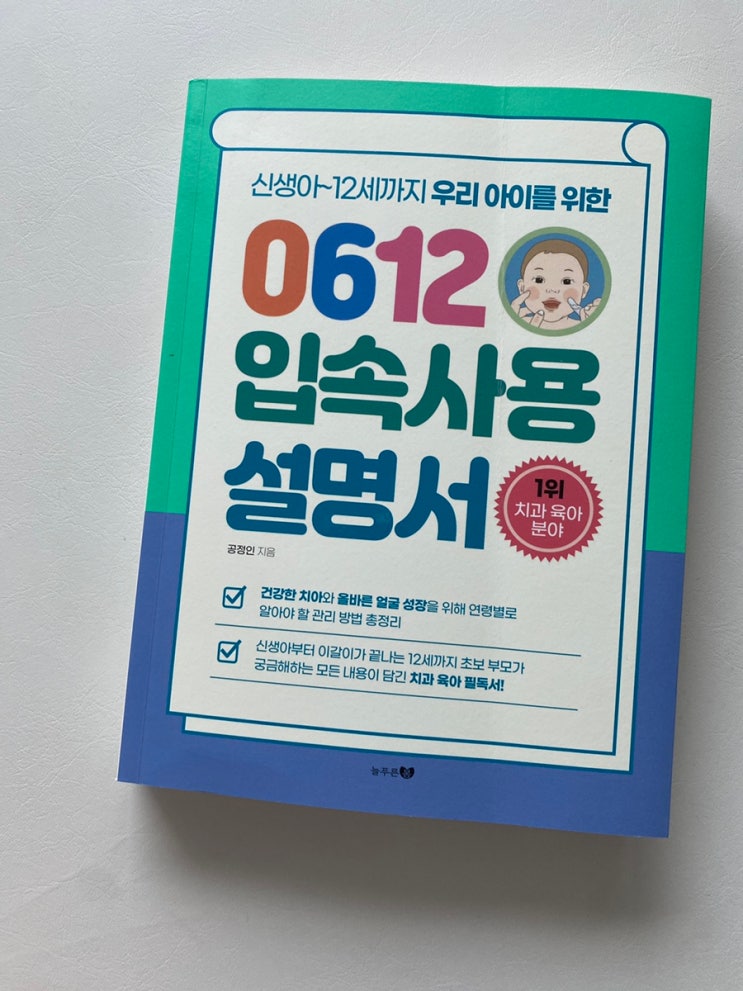 신생아~12세까지 우리 아이를 위한
0612
입속사용
설명서
1위
치과 육아
분야
공정인 지음
건강한 치아와 올바른 얼굴 성장을 위해 연령별로
알아야 할 관리 방법 총정리
신생아부터 이갈이가 끝나는 12세까지 초보 부모가
궁금해하는 모든 내용이 담긴 치과 육아 필독서!
늘푸른